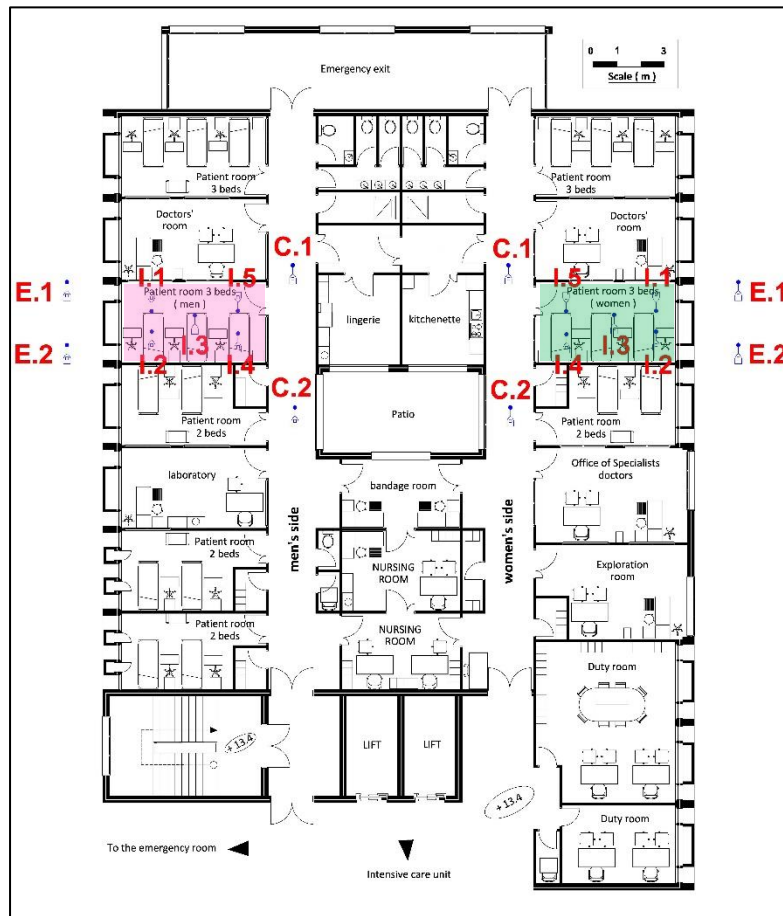 Emergency exit
0 1 3
Scale ( m )
Patient room
3 beds
Patient room
3 beds
Doctors'
room
Doctors'
room
C.1
C.1
E.1
I.1
I.5
I.5
I.1
E.1
Patient room 3 beds
( men )
Patient room 3 beds
( women )
lingerie
kitchenette
I.3
I.3
E.2
I.2
I.4
I.4
I.2
E.2
C.2
C.2
Patient room
2 beds
Patio
Patient room
2 beds
laboratory
bandage room
Office of Specialists
doctors
men's side
women's side
Patient room
2 beds
NURSING
ROOM
Exploration
room
Patient room
2 beds
NURSING
ROOM
Duty room
+ 13.4
LIFT
LIFT
+ 13.4
Duty room
To the emergency room
Intensive care unit